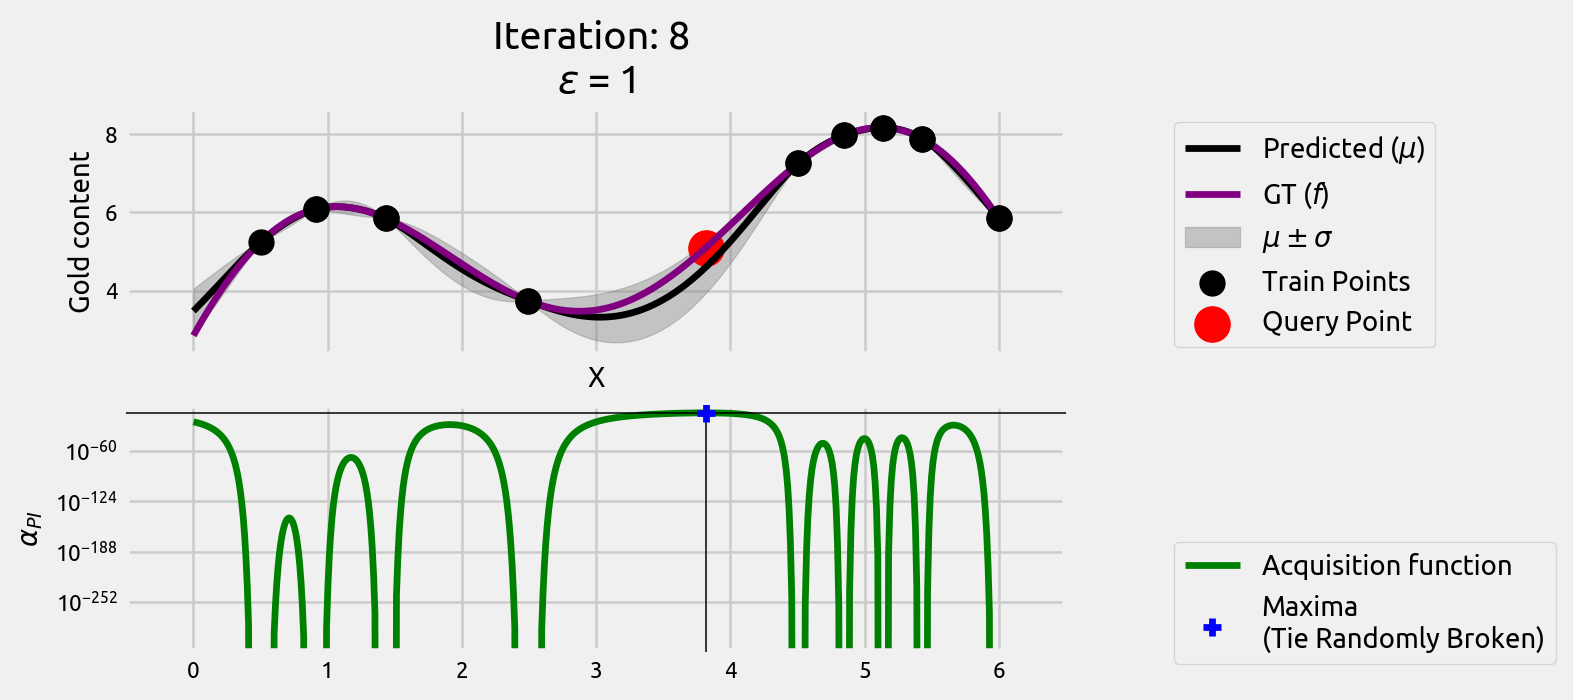 Iteration: 8
ε = 1
Gold content
8
6
4
X
Predicted (μ)
GT (f)
μ ± σ
Train Points
Query Point
α_PI
10⁻⁶⁰
10⁻¹²⁴
10⁻¹⁸⁸
10⁻²⁵²
0 1 2 3 4 5 6
Acquisition function
Maxima
(Tie Randomly Broken)